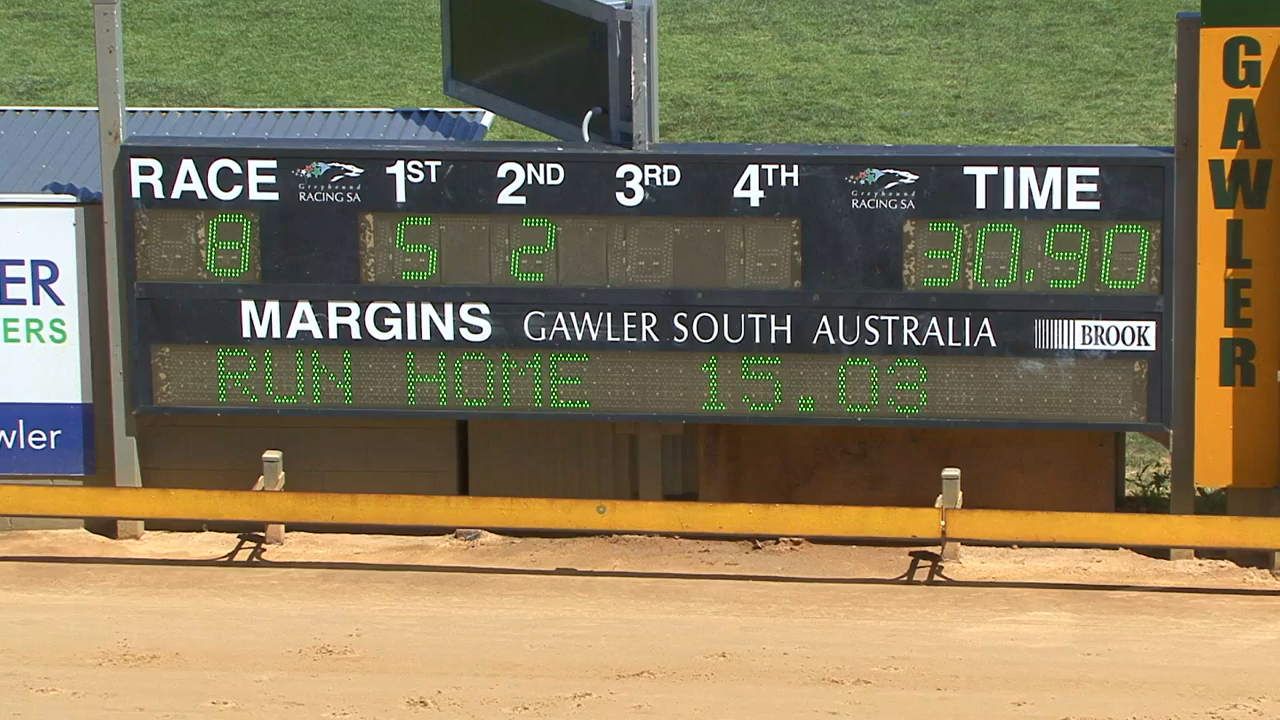 RACE Greyhound RACING SA 1ST 2ND 3RD 4TH Greyhound RACING SA TIME
8 5 2 30.90
MARGINS GAWLER SOUTH AUSTRALIA BROOK
RUN HOME 15.03
GAWLER
ER
ERS
wler